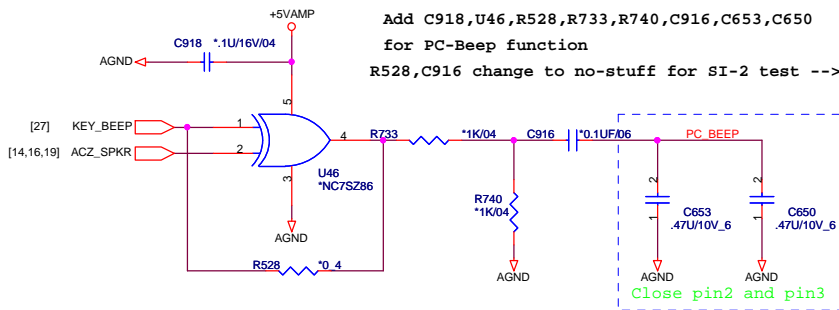 +5VAMP
Add C918,U46,R528,R733,R740,C916,C653,C650
for PC-Beep function
R528,C916 change to no-stuff for SI-2 test -->
C918 *.1U/16V/04
AGND
5
[27] KEY_BEEP 1
[14,16,19] ACZ_SPKR 2
4
3
U46
*NC7SZ86
AGND
R528 *0_4
R733 *1K/04
C916 *0.1UF/06
PC_BEEP
R740
*1K/04
AGND
2
1
C653
.47U/10V_6
AGND
2
1
C650
.47U/10V_6
AGND
Close pin2 and pin3